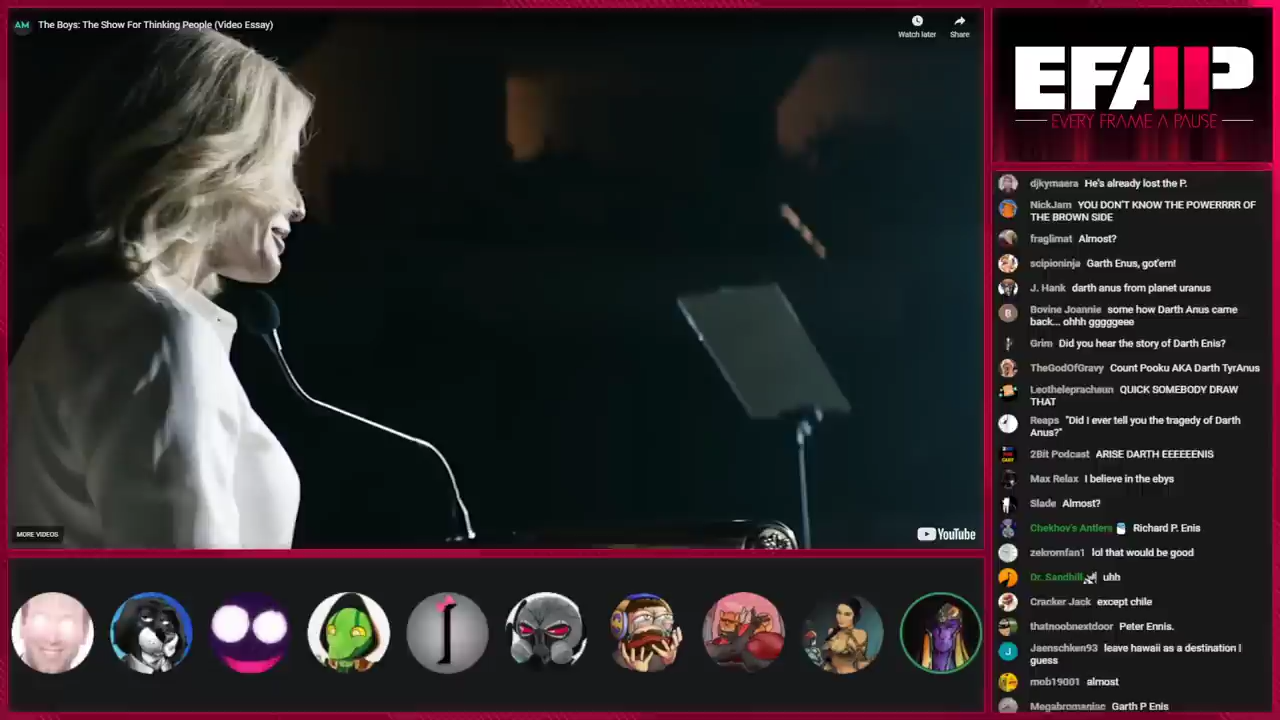 AM The Boys: The Show For Thinking People (Video Essay)
Watch later
Share
MORE VIDEOS
YouTube
EFAP
EVERY FRAME A PAUSE
djkymaera He's already lost the P.
NickJam YOU DON'T KNOW THE POWERRRR OF
THE BROWN SIDE
fraglimat Almost?
scipioninja Garth Enus, got'em!
J. Hank darth anus from planet uranus
B Bovine Joannie some how Darth Anus came
back... ohhh gggggeee
Grim Did you hear the story of Darth Enis?
TheGodOfGravy Count Pooku AKA Darth TyrAnus
Leotheleprachaun QUICK SOMEBODY DRAW
THAT
Reaps "Did I ever tell you the tragedy of Darth
Anus?"
2Bit Podcast ARISE DARTH EEEEEENIS
Max Relax I believe in the ebys
Slade Almost?
Chekhov's Antlers Richard P. Enis
zekromfan1 lol that would be good
Dr. Sandhill uhh
Cracker Jack except chile
thatnoobnextdoor Peter Ennis.
J Jaenschken93 leave hawaii as a destination I
guess
mob19001 almost
Megabromaniac Garth P Enis